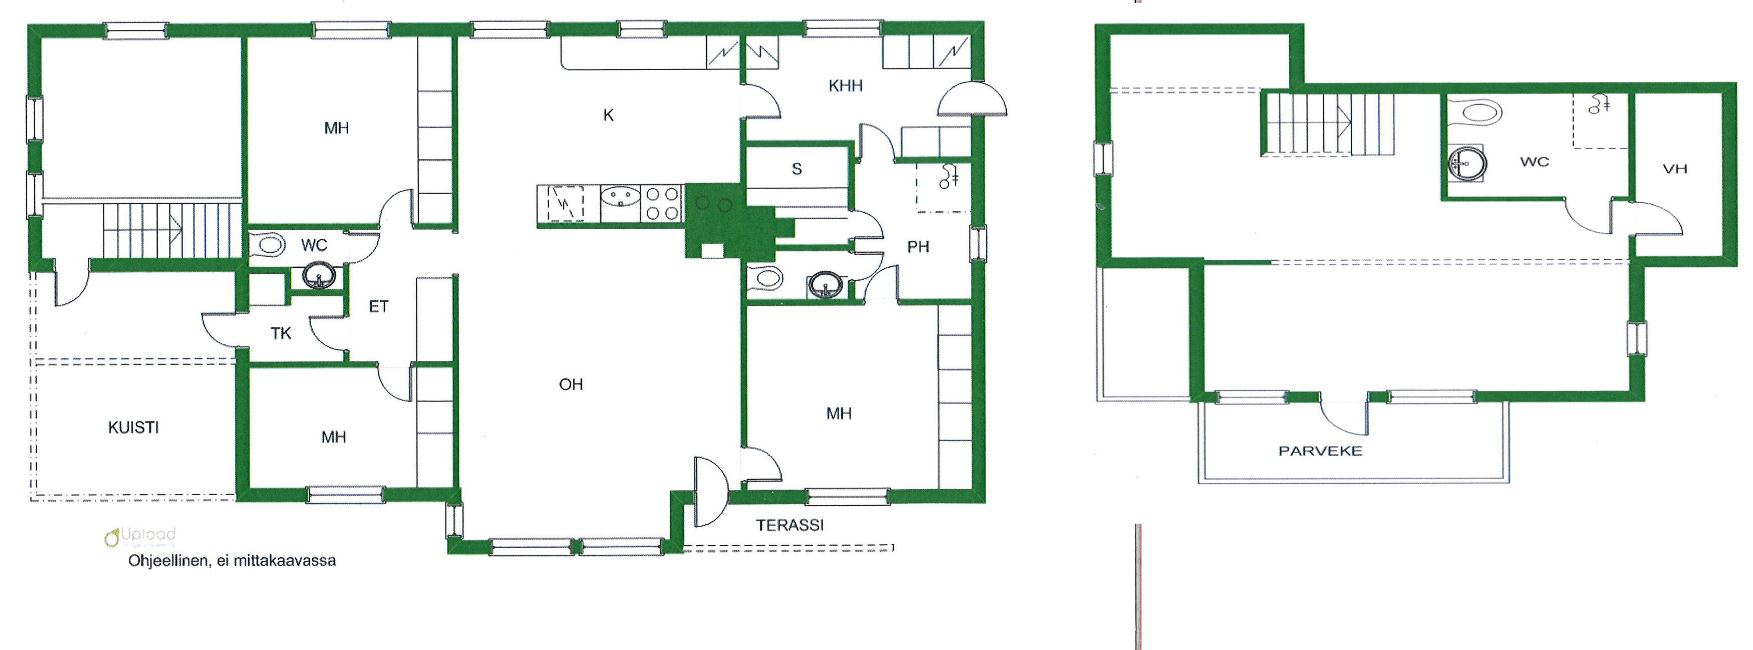 MH
K
KHH
S
WC
PH
ET
TK
OH
MH
KUISTI
MH
TERASSI
Upload
Ohjeellinen, ei mittakaavassa
WC
VH
PARVEKE